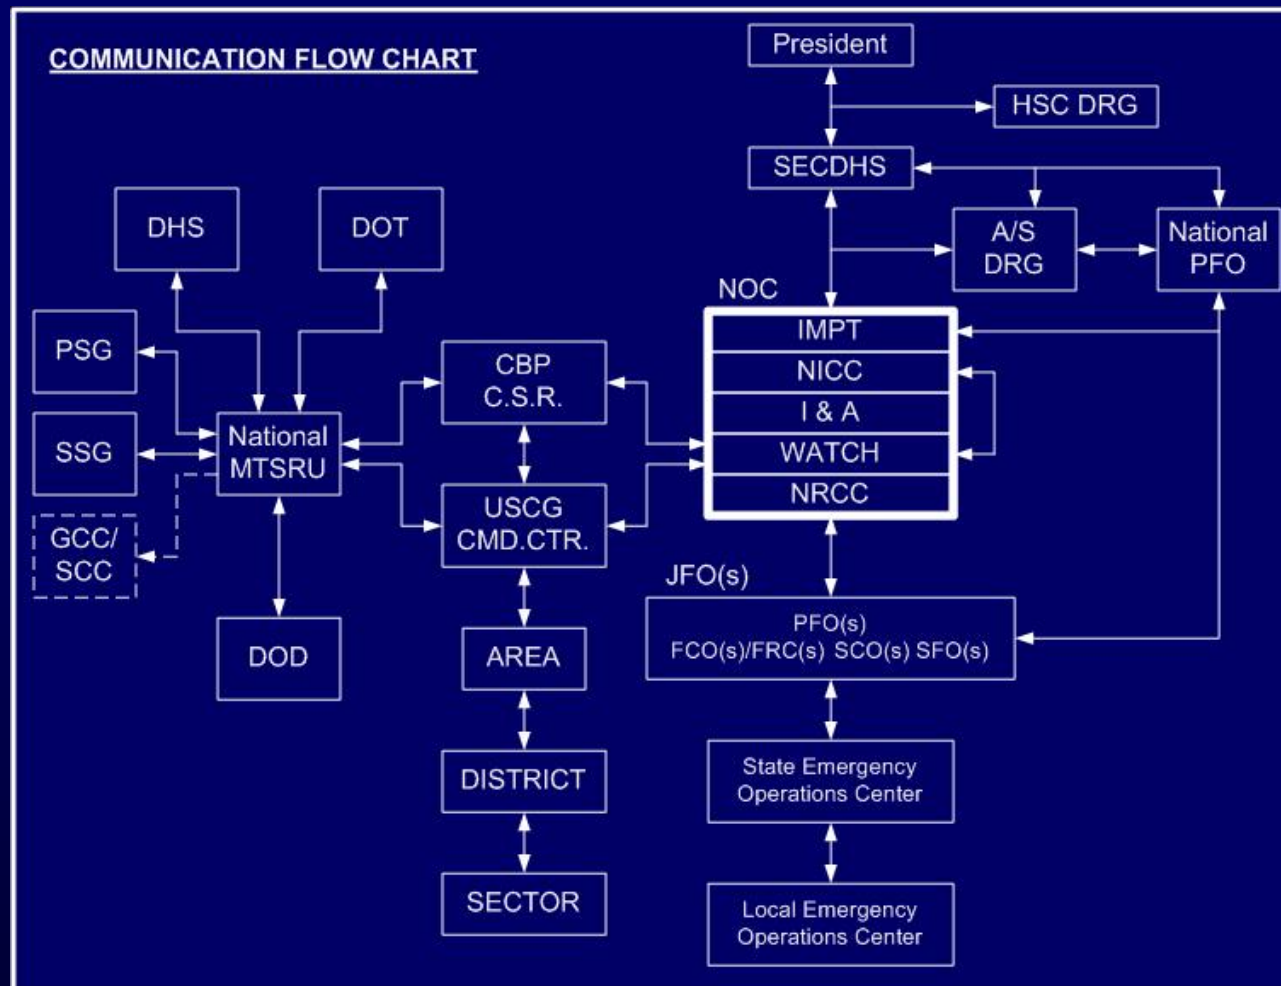 COMMUNICATION FLOW CHART
President
HSC DRG
SECDHS
DHS
DOT
A/S
DRG
National
PFO
NOC
PSG
IMPT
CBP
C.S.R.
NICC
I & A
National
MTSRU
SSG
WATCH
NRCC
USCG
CMD.CTR.
GCC/
SCC
JFO(s)
PFO(s)
FCO(s)/FRC(s) SCO(s) SFO(s)
DOD
AREA
State Emergency
Operations Center
DISTRICT
SECTOR
Local Emergency
Operations Center